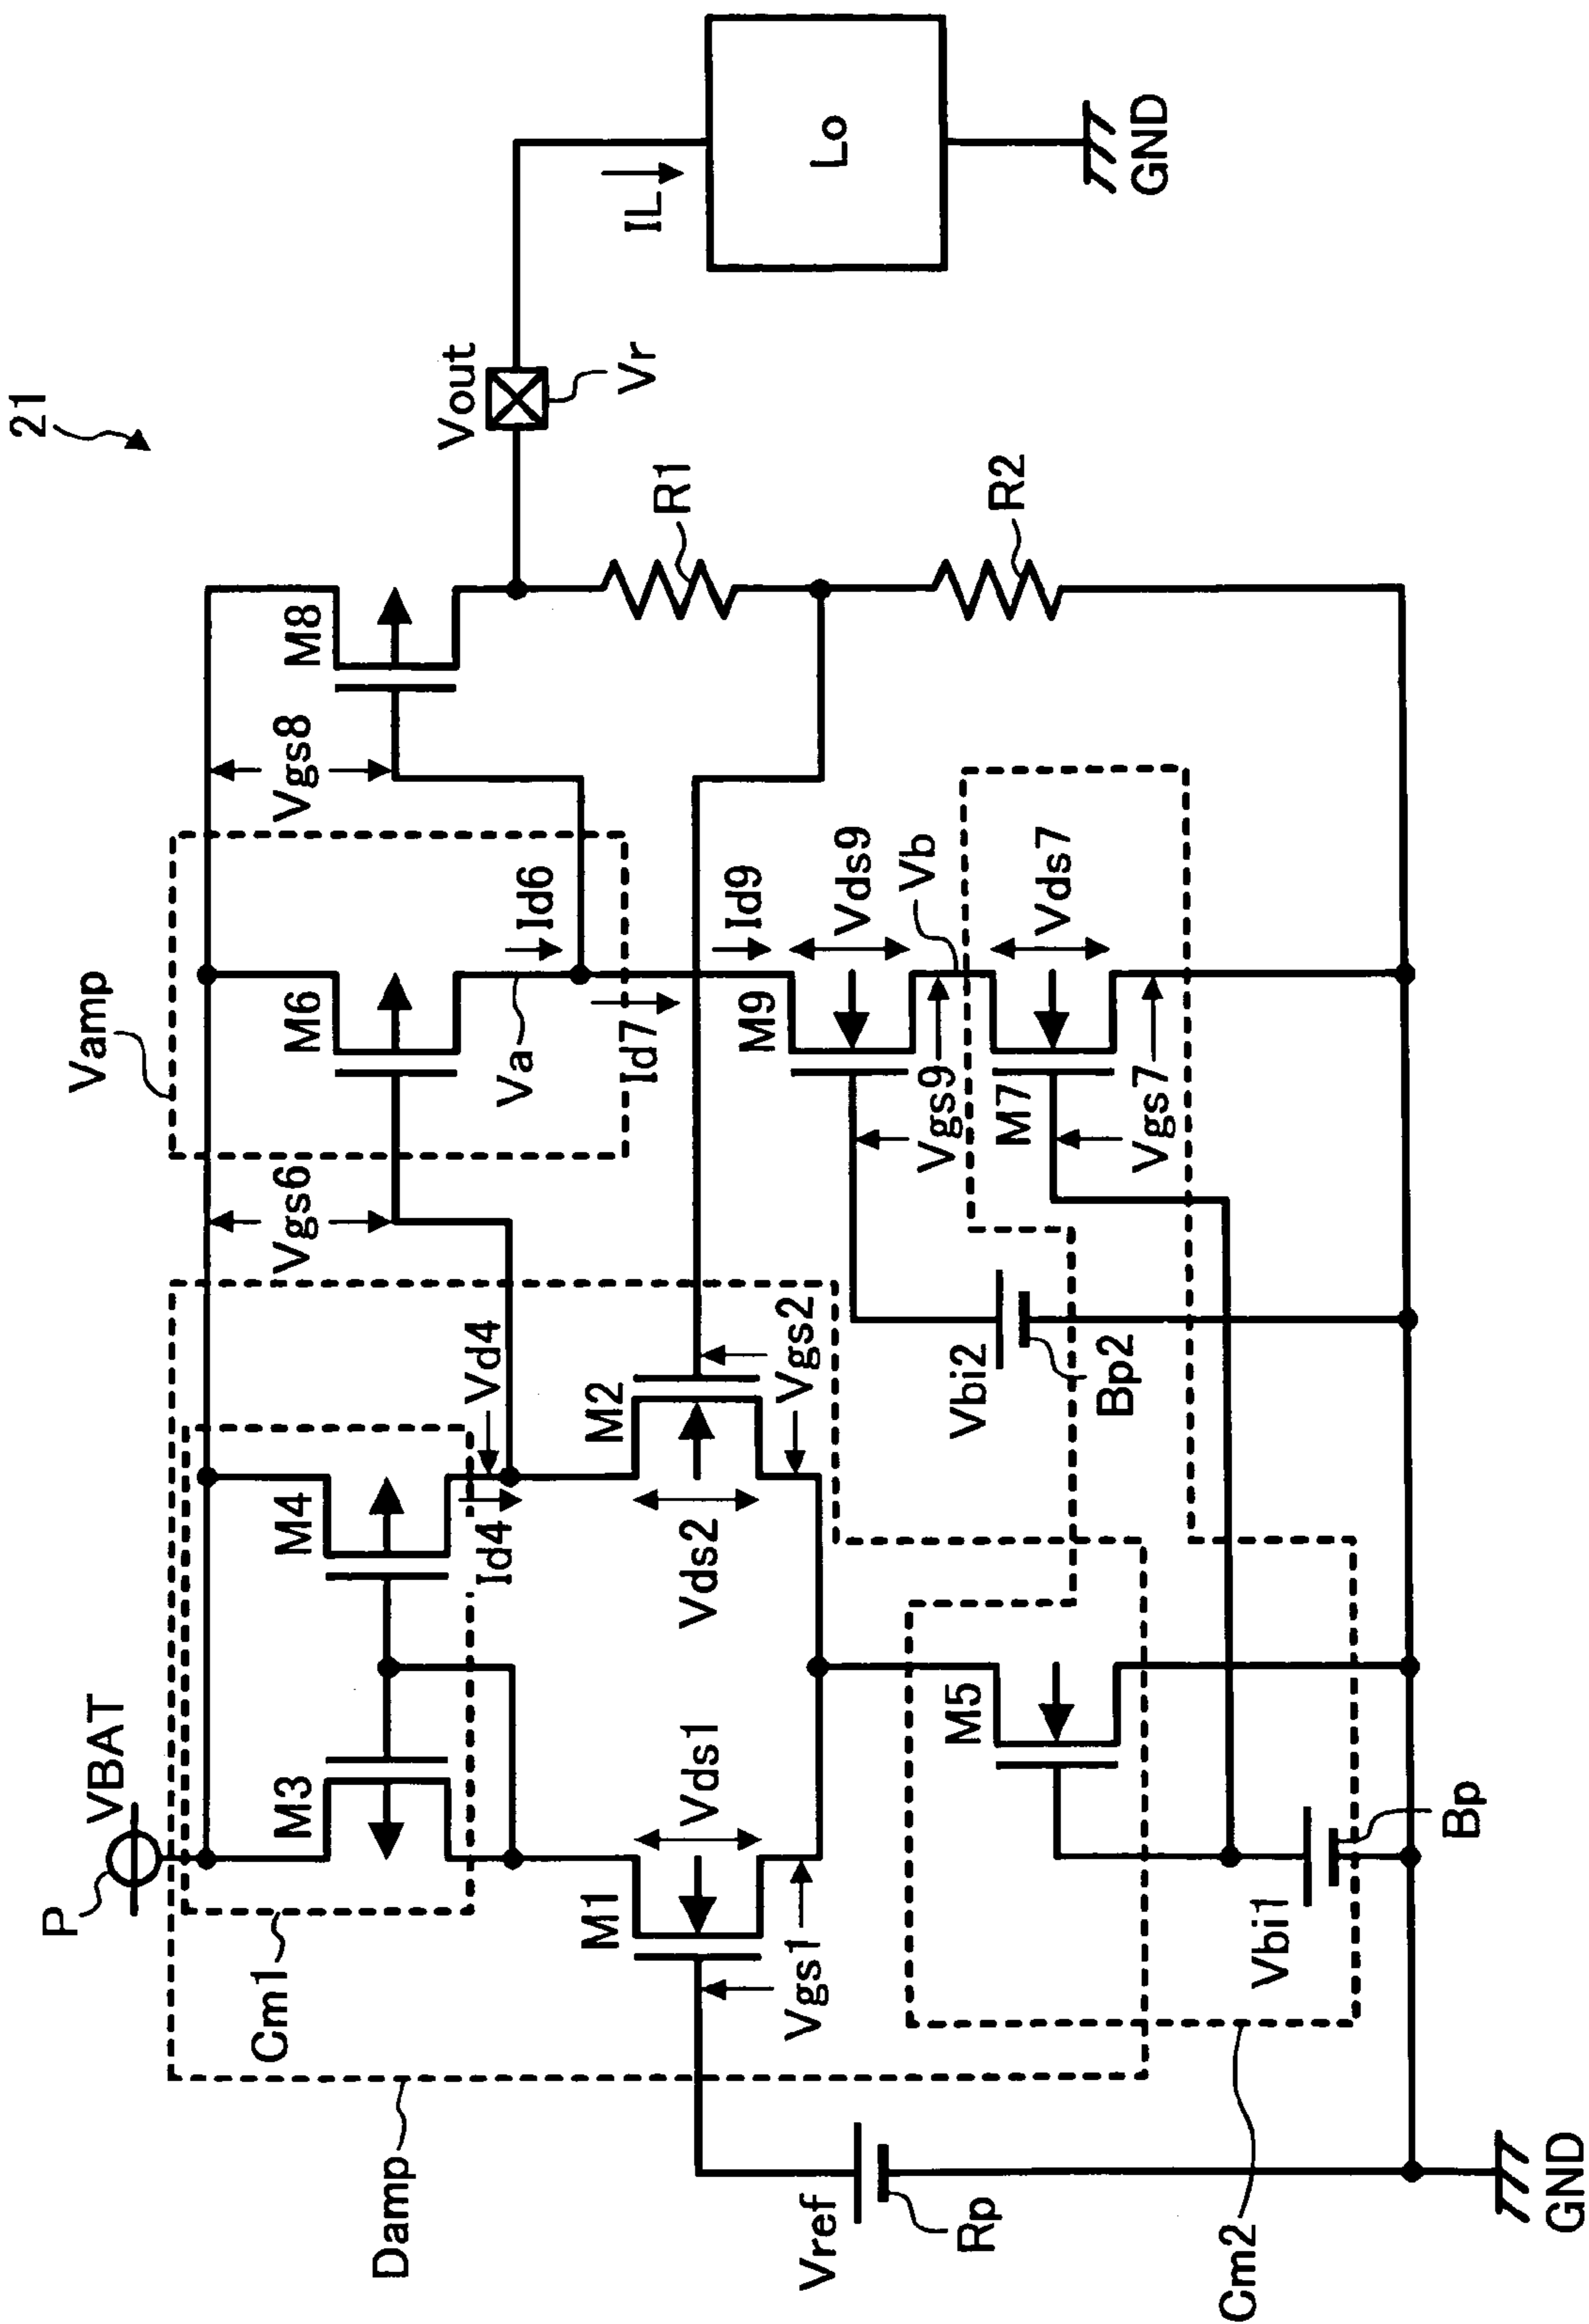 21
P
VBAT
Vamp
Cm1
Damp
M3
M4
Vgs6
M6
Vgs8
M8
Vout
Vr
IL
Lo
GND
Id4
Vd4
Va
Id6
Id7
R1
M1
Vds1
Vgs1
M2
Vds2
Vgs2
Id9
M9
Vds9
Vgs9
Vb
R2
M5
Vbi2
Bp2
M7
Vds7
Vgs7
Vref
Rp
Vbi1
Bp
Cm2
GND